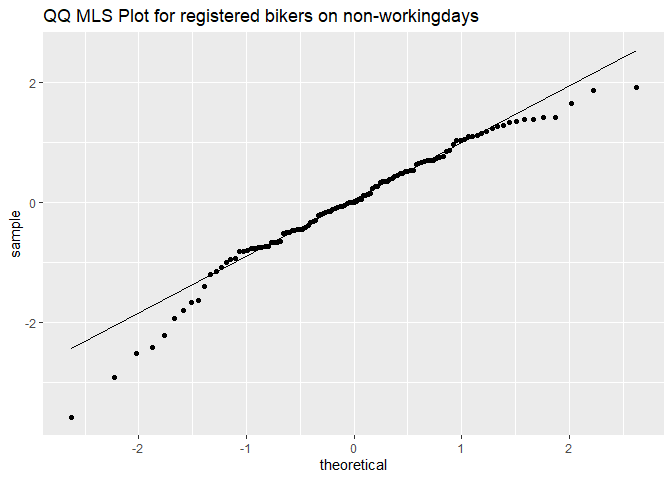 QQ MLS Plot for registered bikers on non-workingdays
2
0
-2
sample
-2
-1
0
1
2
theoretical